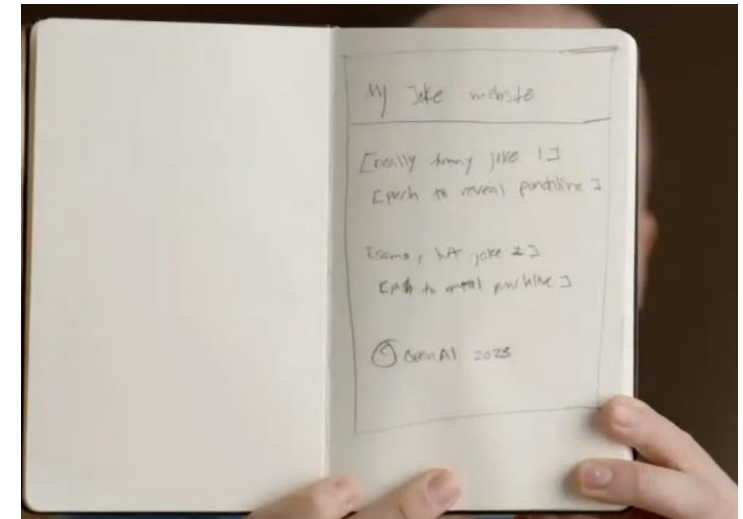 My Joke website
[really funny joke 1]
[push to reveal punchline]
[same, but joke 2]
[push to reveal punchline]
© OpenAI 2023